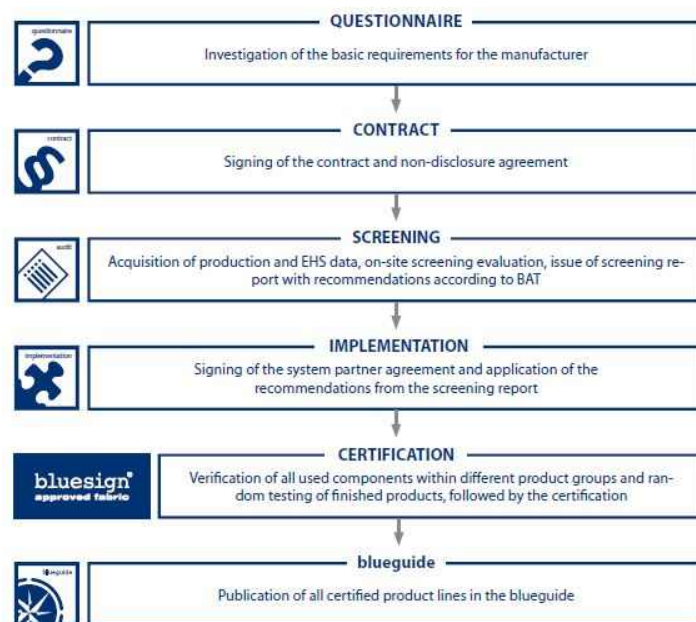 QUESTIONNAIRE
questionnaire
Investigation of the basic requirements for the manufacturer
CONTRACT
contract
Signing of the contract and non-disclosure agreement
SCREENING
audit
Acquisition of production and EHS data, on-site screening evaluation, issue of screening re-
port with recommendations according to BAT
IMPLEMENTATION
implementation
Signing of the system partner agreement and application of the
recommendations from the screening report
CERTIFICATION
bluesign®
approved fabric
Verification of all used components within different product groups and ran-
dom testing of finished products, followed by the certification
blueguide
blueguide
Publication of all certified product lines in the blueguide